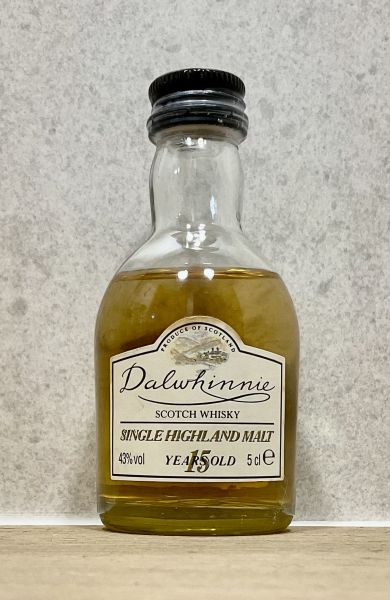 PRODUCE OF SCOTLAND
Dalwhinnie
SCOTCH WHISKY
SINGLE HIGHLAND MALT
43% vol YEARS 15 OLD 5 cl e